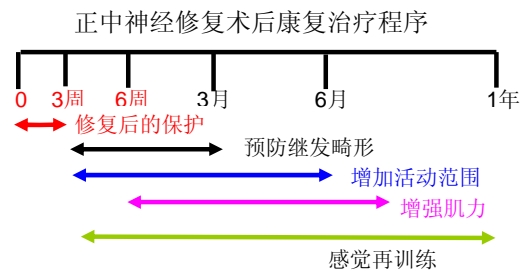 正中神经修复术后康复治疗程序
0 3周 6周 3月 6月 1年
修复后的保护
预防继发畸形
增加活动范围
增强肌力
感觉再训练